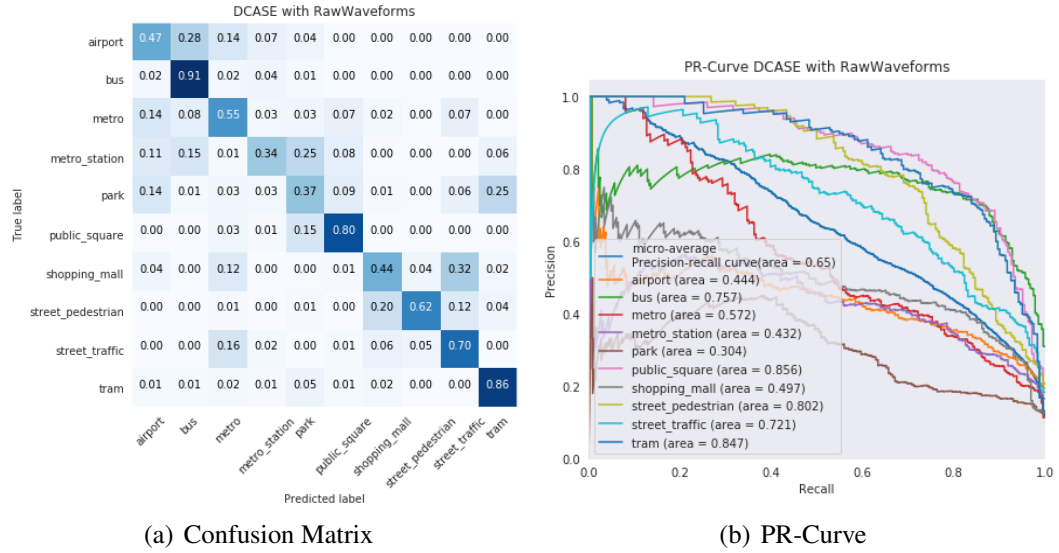 DCASE with RawWaveforms
airport 0.47 0.28 0.14 0.07 0.04 0.00 0.00 0.00 0.00 0.00
bus 0.02 0.91 0.02 0.04 0.01 0.00 0.00 0.00 0.00 0.00
metro 0.14 0.08 0.55 0.03 0.03 0.07 0.02 0.00 0.07 0.00
metro_station 0.11 0.15 0.01 0.34 0.25 0.08 0.00 0.00 0.00 0.06
park 0.14 0.01 0.03 0.03 0.37 0.09 0.01 0.00 0.06 0.25
public_square 0.00 0.00 0.03 0.01 0.15 0.80 0.00 0.00 0.00 0.00
shopping_mall 0.04 0.00 0.12 0.00 0.00 0.01 0.44 0.04 0.32 0.02
street_pedestrian 0.00 0.00 0.01 0.00 0.01 0.00 0.20 0.62 0.12 0.04
street_traffic 0.00 0.00 0.16 0.02 0.00 0.01 0.06 0.05 0.70 0.00
tram 0.01 0.01 0.02 0.01 0.05 0.01 0.02 0.00 0.00 0.86
True label
airport bus metro metro_station park public_square shopping_mall street_pedestrian street_traffic tram
Predicted label
(a) Confusion Matrix
PR-Curve DCASE with RawWaveforms
1.0
0.8
0.6
0.4
0.2
0.0
Precision
micro-average
Precision-recall curve(area = 0.65)
airport (area = 0.444)
bus (area = 0.757)
metro (area = 0.572)
metro_station (area = 0.432)
park (area = 0.304)
public_square (area = 0.856)
shopping_mall (area = 0.497)
street_pedestrian (area = 0.802)
street_traffic (area = 0.721)
tram (area = 0.847)
0.0 0.2 0.4 0.6 0.8 1.0
Recall
(b) PR-Curve